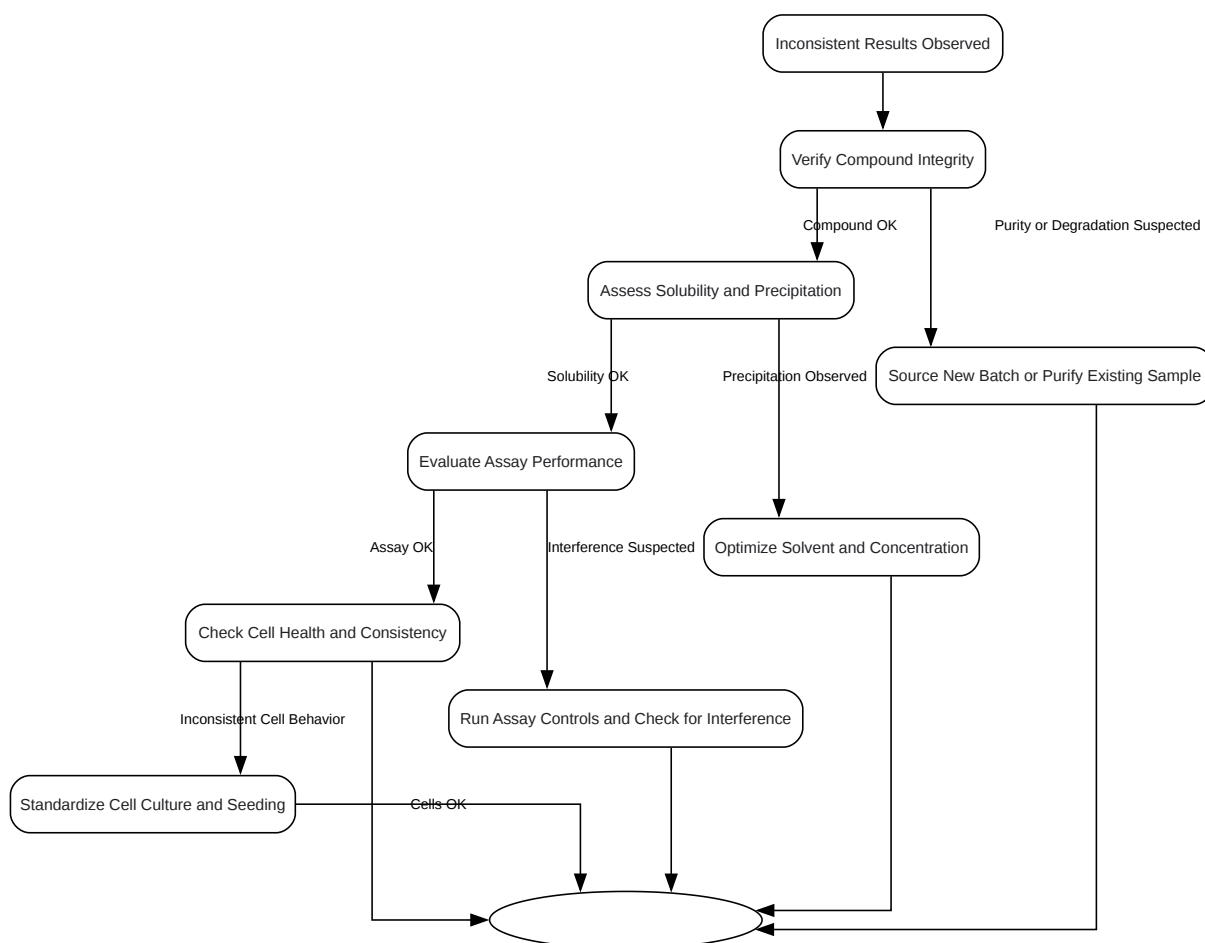 Inconsistent Results Observed
Verify Compound Integrity
Compound OK
Purity or Degradation Suspected
Assess Solubility and Precipitation
Solubility OK
Precipitation Observed
Source New Batch or Purify Existing Sample
Evaluate Assay Performance
Assay OK
Interference Suspected
Optimize Solvent and Concentration
Check Cell Health and Consistency
Inconsistent Cell Behavior
Run Assay Controls and Check for Interference
Standardize Cell Culture and Seeding
Cells OK